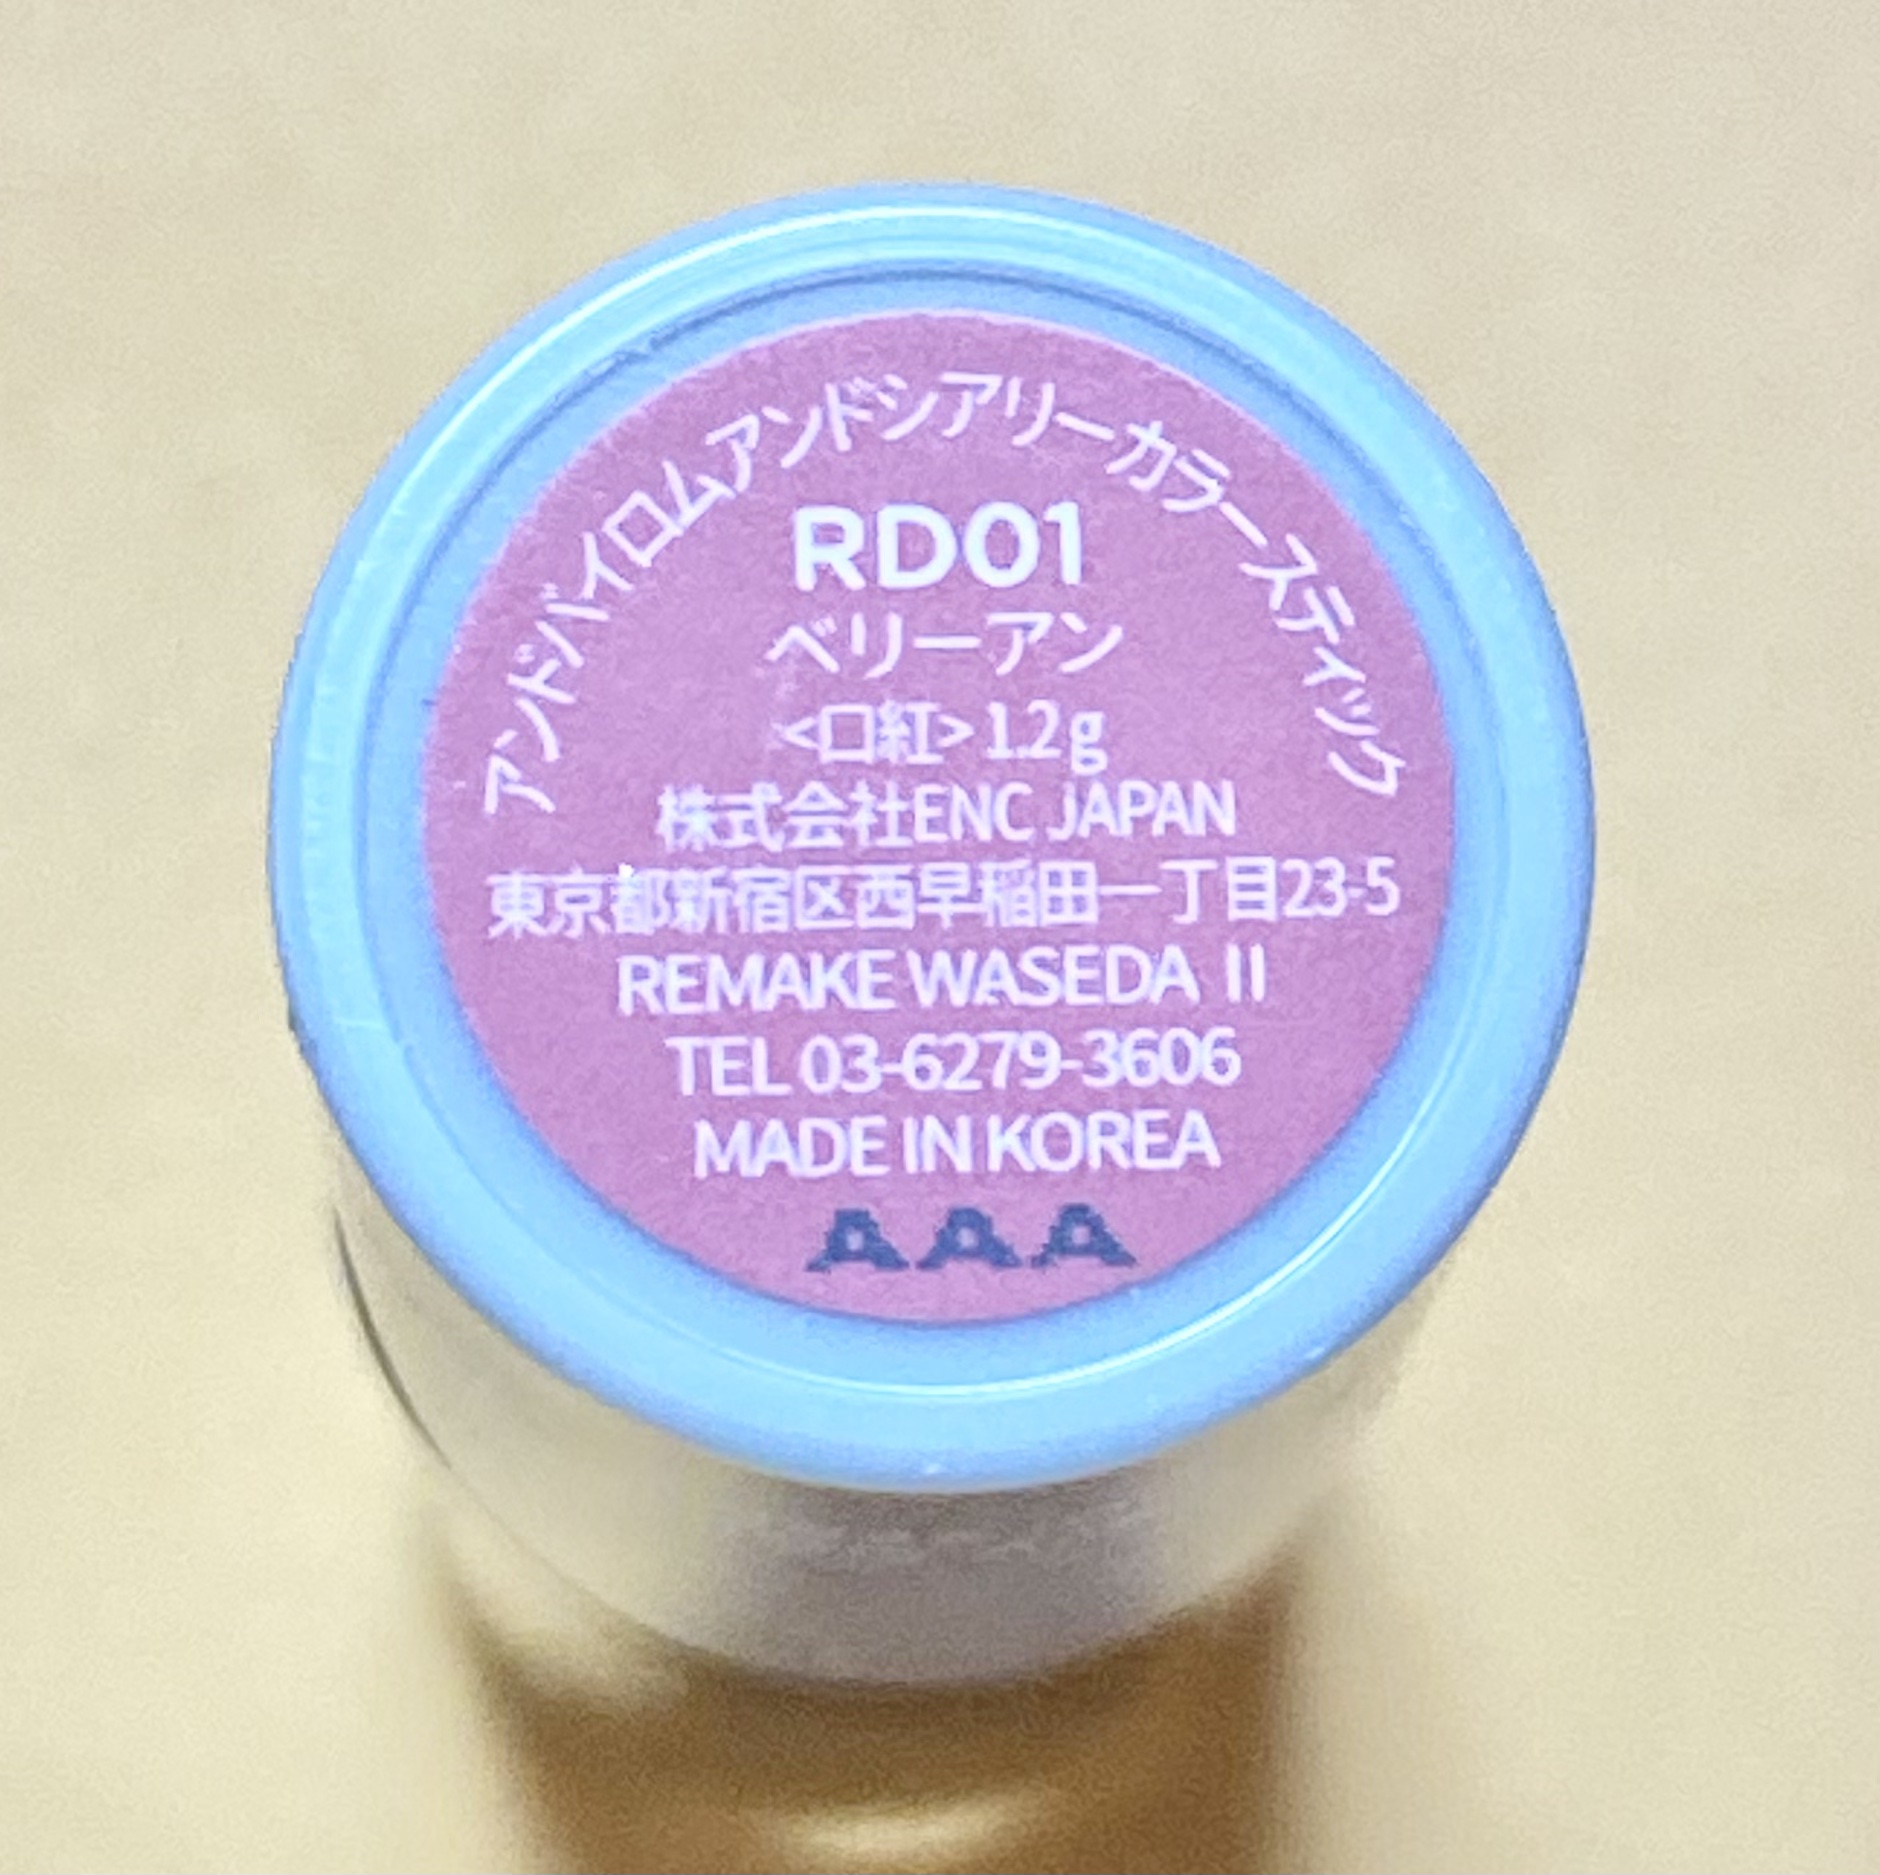 アンドバイロムアンドシアリーカラースティック
RD01
ベリーアン
<口紅> 1.2g
株式会社ENC JAPAN
東京都新宿区西早稲田一丁目23-5
REMAKE WASEDA II
TEL 03-6279-3606
MADE IN KOREA
AAA